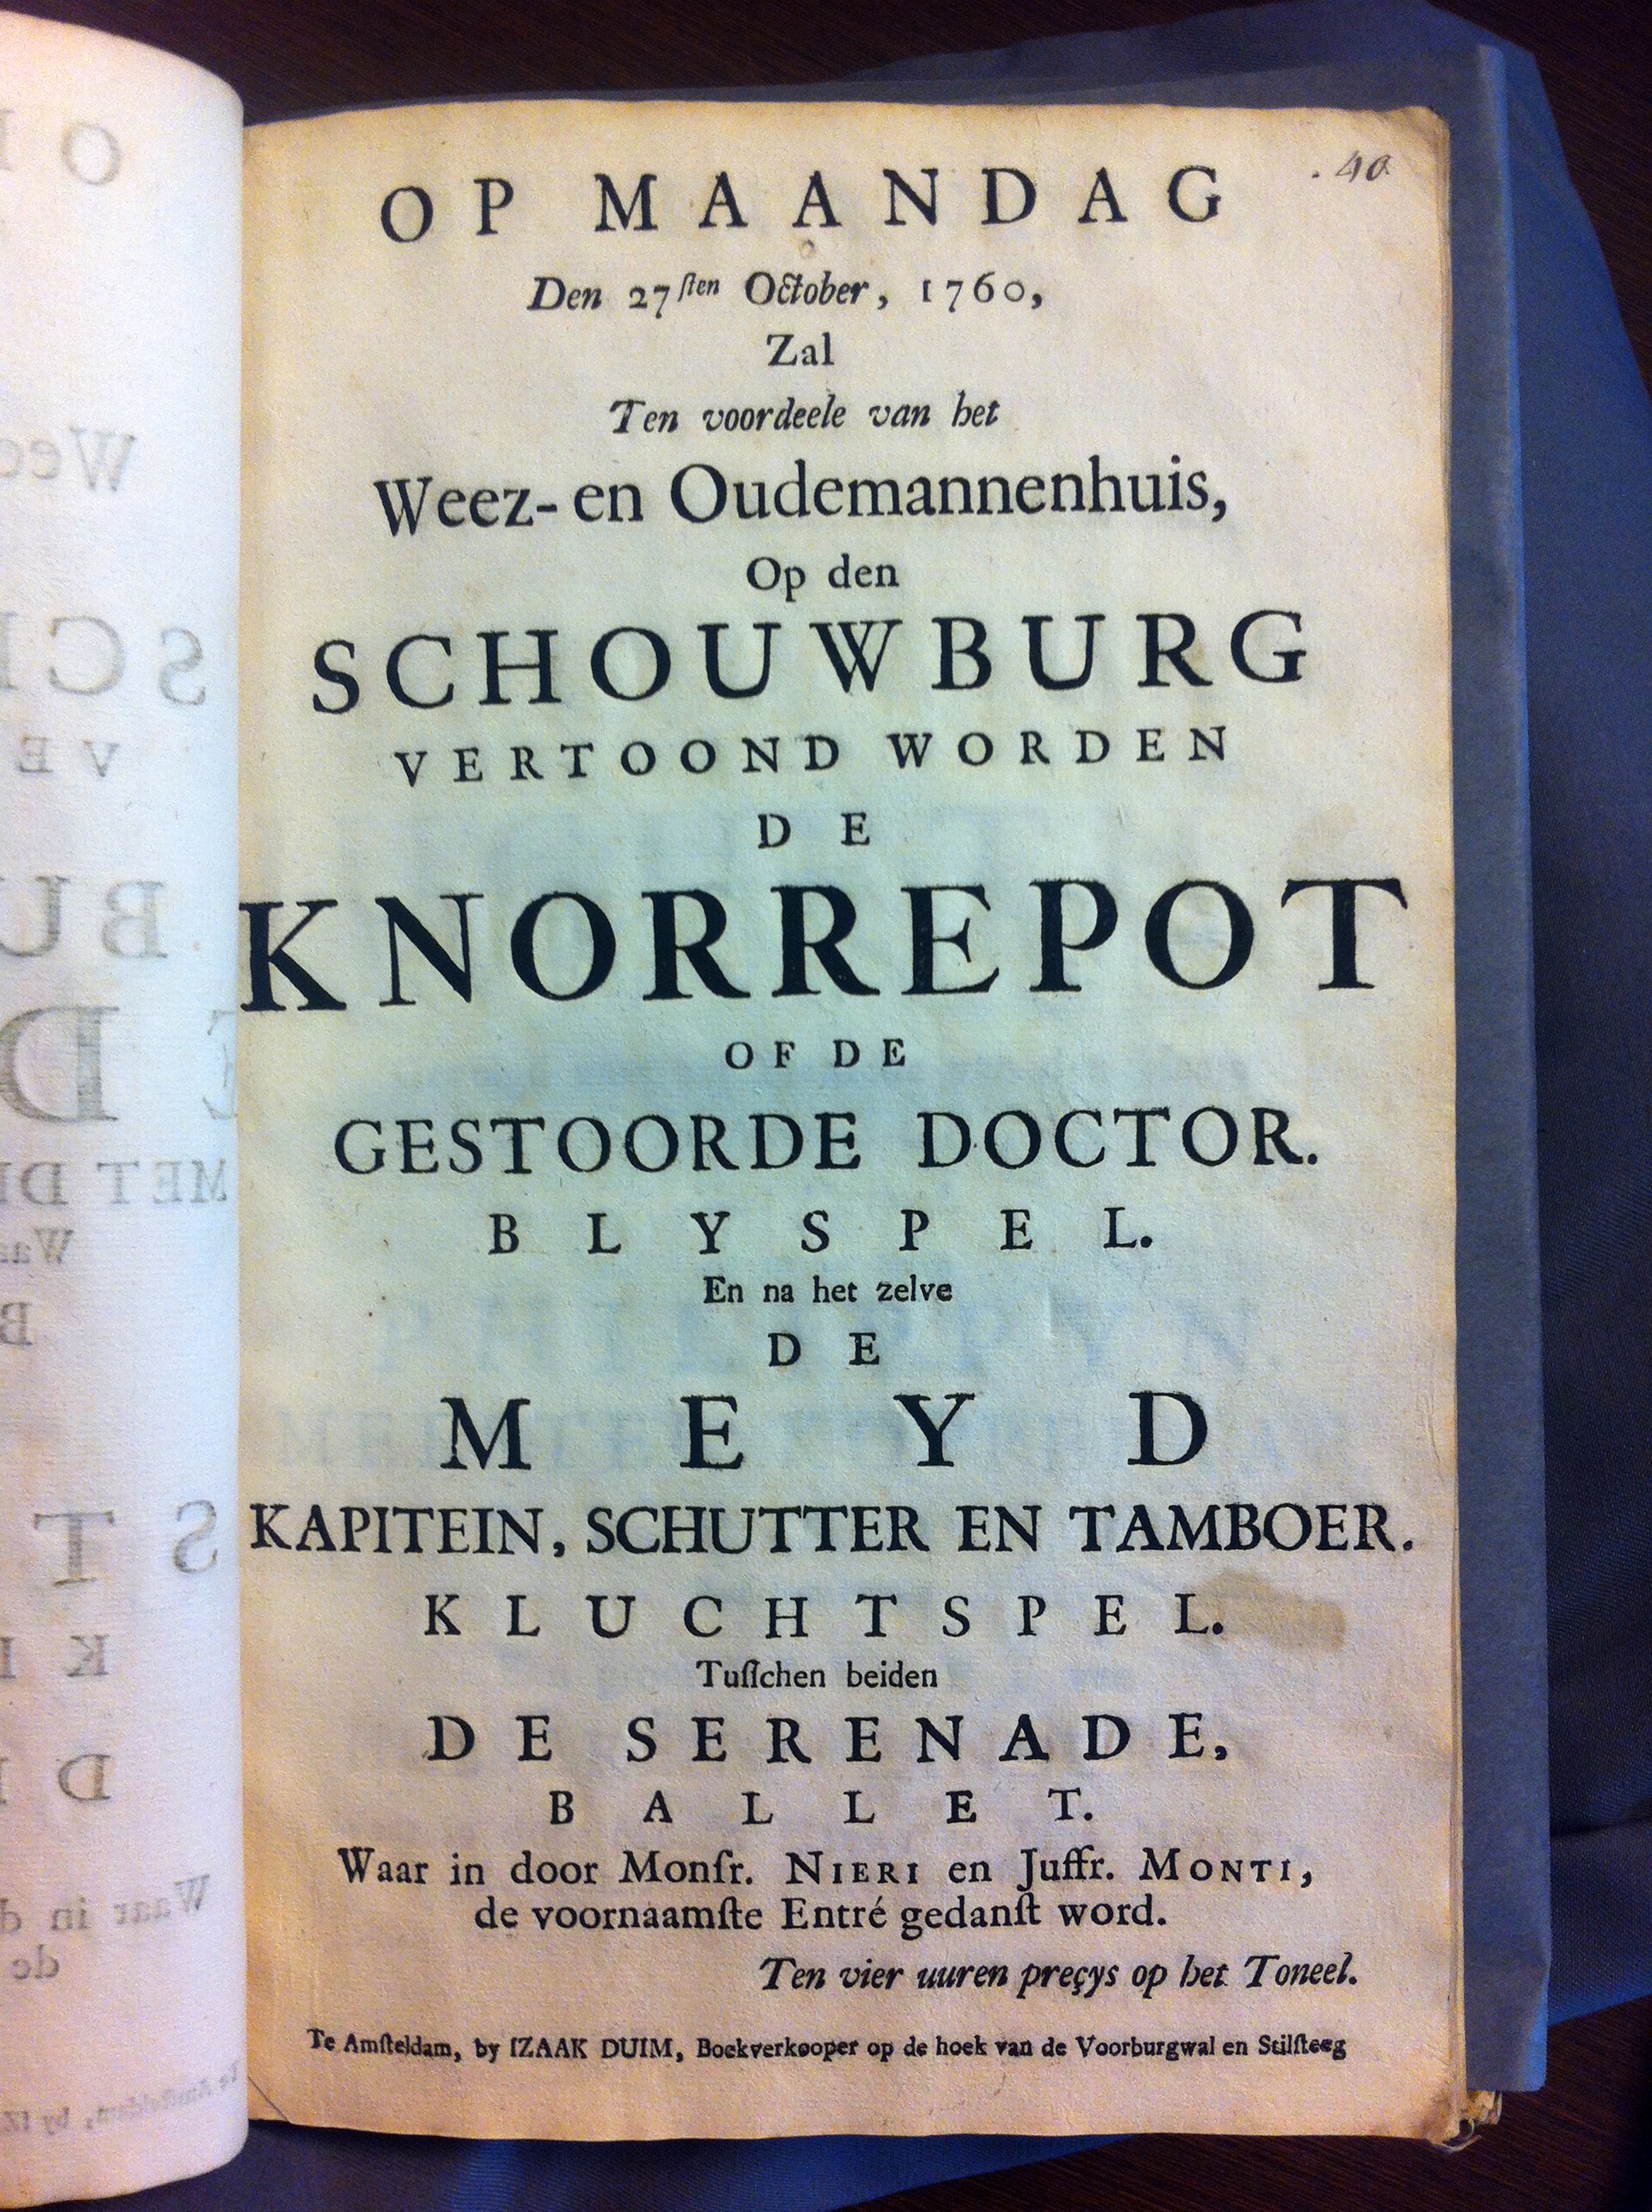 . 40
OP MAANDAG
Den 27ſten October, 1760,
Zal
Ten voordeele van het
Weez- en Oudemannenhuis,
Op den
SCHOUWBURG
VERTOOND WORDEN
DE
KNORREPOT
OF DE
GESTOORDE DOCTOR.
BLYSPEL.
En na het zelve
DE
MEYD
KAPITEIN, SCHUTTER EN TAMBOER.
KLUCHTSPEL.
Tuſſchen beiden
DE SERENADE,
BALLET.
Waar in door Monſr. NIERI en Juffr. MONTI,
de voornaamſte Entré gedanſt word.
Ten vier uuren preçys op het Toneel.
Te Amſteldam, by IZAAK DUIM, Boekverkooper op de hoek van de Voorburgwal en Stilſteeg